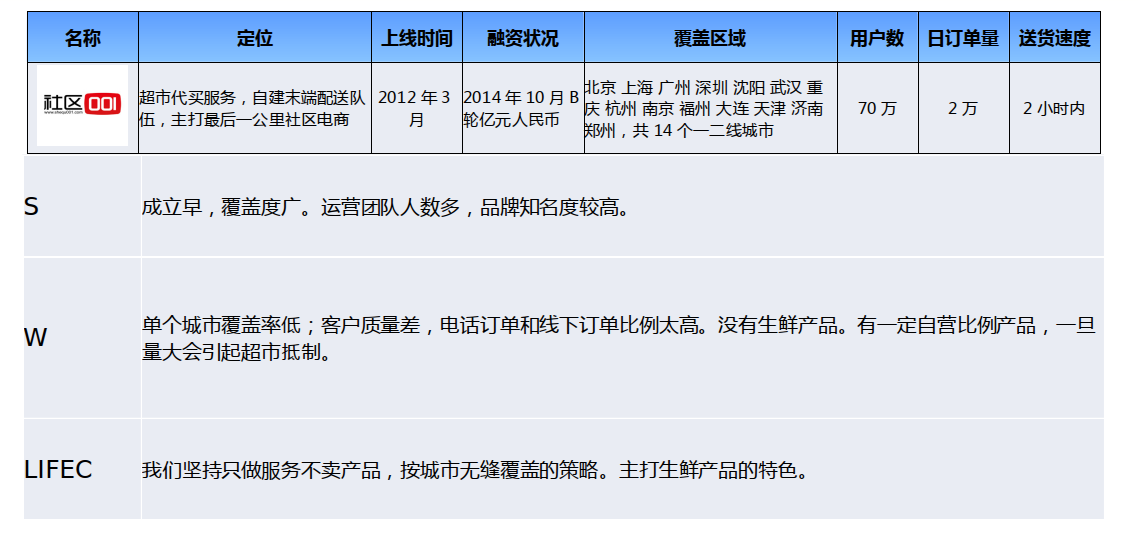 名称 定位 上线时间 融资状况 覆盖区域 用户数 日订单量 送货速度
社区001
www.shequ001.com
超市代买服务，自建末端配送队
伍，主打最后一公里社区电商
2012 年 3
月
2014 年 10 月 B
轮亿元人民币
北京 上海 广州 深圳 沈阳 武汉 重
庆 杭州 南京 福州 大连 天津 济南
郑州，共 14 个一二线城市
70 万
2 万
2 小时内
S
成立早，覆盖度广。运营团队人数多，品牌知名度较高。
W
单个城市覆盖率低；客户质量差，电话订单和线下订单比例太高。没有生鲜产品。有一定自营比例产品，一旦
量大会引起超市抵制。
LIFEC
我们坚持只做服务不卖产品，按城市无缝覆盖的策略。主打生鲜产品的特色。